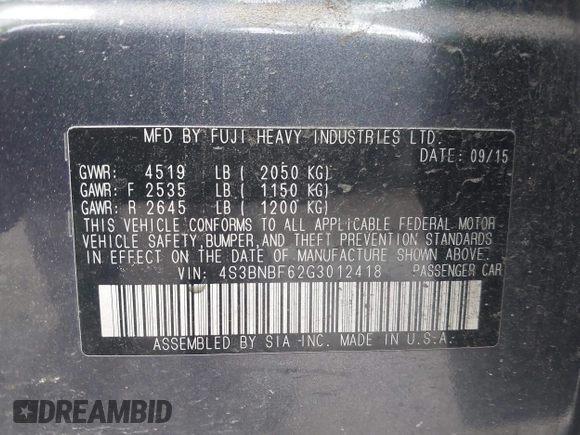 MFD BY FUJI HEAVY INDUSTRIES LTD.
DATE: 09/15
GVWR: 4519 LB ( 2050 KG)
GAWR: F 2535 LB ( 1150 KG)
GAWR: R 2645 LB ( 1200 KG)
THIS VEHICLE CONFORMS TO ALL APPLICABLE FEDERAL MOTOR
VEHICLE SAFETY, BUMPER, AND THEFT PREVENTION STANDARDS
IN EFFECT ON THE DATE OF MANUFACTURE SHOWN ABOVE.
VIN: 4S3BNBF62G3012418 PASSENGER CAR
ASSEMBLED BY SIA INC. MADE IN U.S.A.
DREAMBID